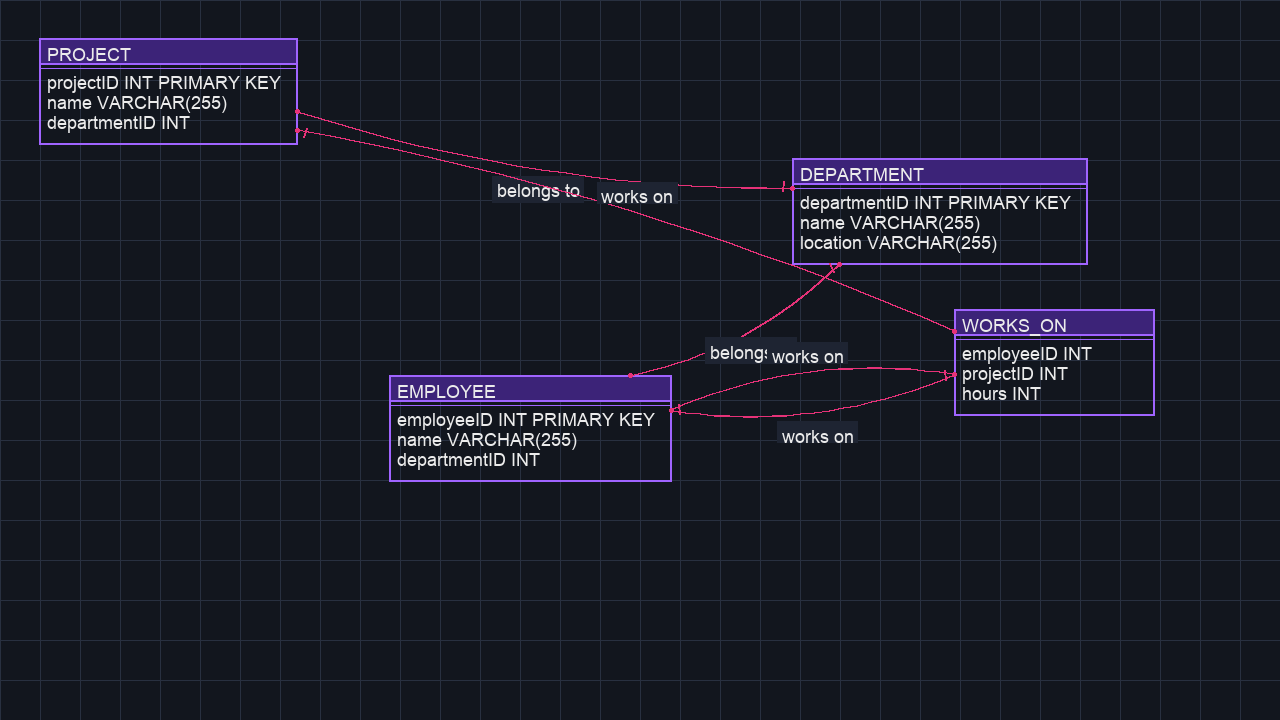 PROJECT
projectID INT PRIMARY KEY
name VARCHAR(255)
departmentID INT
belongs to
works on
DEPARTMENT
departmentID INT PRIMARY KEY
name VARCHAR(255)
location VARCHAR(255)
WORKS_ON
employeeID INT
projectID INT
hours INT
belongs
works on
EMPLOYEE
employeeID INT PRIMARY KEY
name VARCHAR(255)
departmentID INT
works on